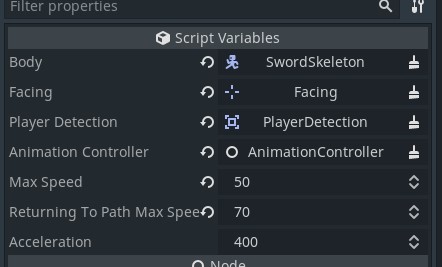 Filter properties
Script Variables
Body SwordSkeleton
Facing Facing
Player Detection PlayerDetection
Animation Controller AnimationController
Max Speed 50
Returning To Path Max Spee 70
Acceleration 400
Node